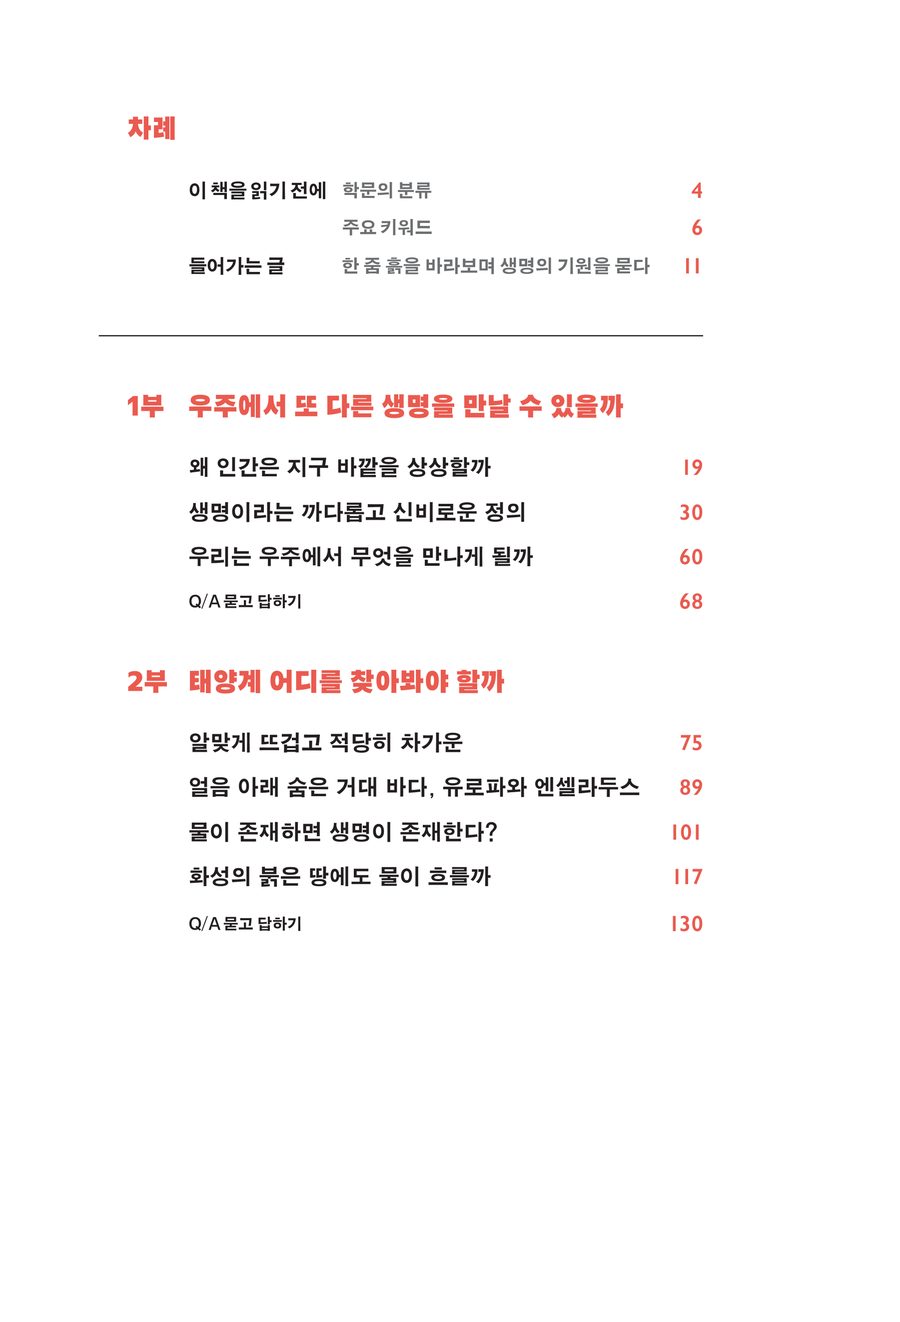 차례
이 책을 읽기 전에 학문의 분류 4
주요 키워드 6
들어가는 글 한 줌 흙을 바라보며 생명의 기원을 묻다 11
1부 우주에서 또 다른 생명을 만날 수 있을까
왜 인간은 지구 바깥을 상상할까 19
생명이라는 까다롭고 신비로운 정의 30
우리는 우주에서 무엇을 만나게 될까 60
Q/A 묻고 답하기 68
2부 태양계 어디를 찾아봐야 할까
알맞게 뜨겁고 적당히 차가운 75
얼음 아래 숨은 거대 바다, 유로파와 엔셀라두스 89
물이 존재하면 생명이 존재한다? 101
화성의 붉은 땅에도 물이 흐를까 117
Q/A 묻고 답하기 130